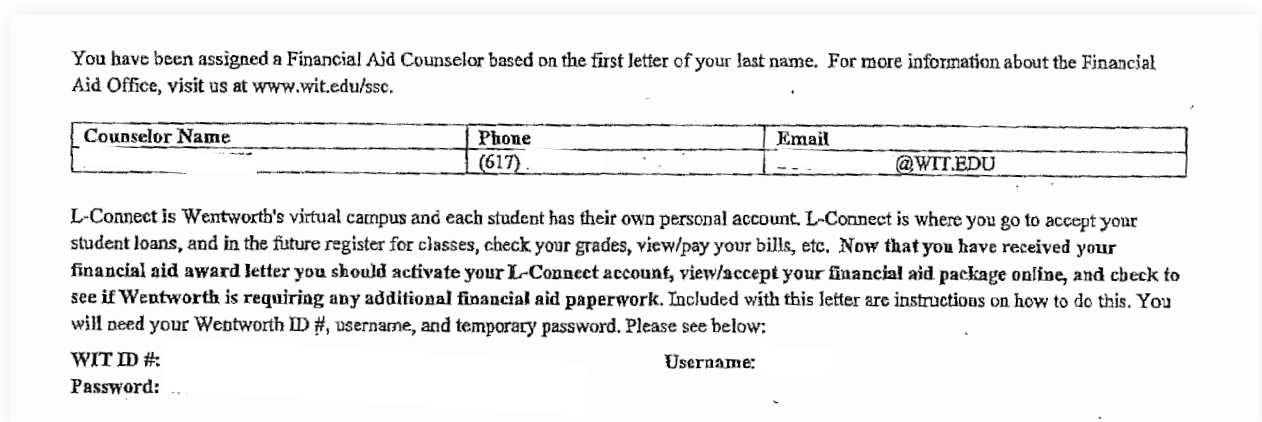 You have been assigned a Financial Aid Counselor based on the first letter of your last name. For more information about the Financial
Aid Office, visit us at www.wit.edu/ssc.
Counselor Name Phone Email
(617) @WIT.EDU
L-Connect is Wentworth's virtual campus and each student has their own personal account. L-Connect is where you go to accept your
student loans, and in the future register for classes, check your grades, view/pay your bills, etc. Now that you have received your
financial aid award letter you should activate your L-Connect account, view/accept your financial aid package online, and check to
see if Wentworth is requiring any additional financial aid paperwork. Included with this letter are instructions on how to do this. You
will need your Wentworth ID #, username, and temporary password. Please see below:
WIT ID #: Username:
Password: